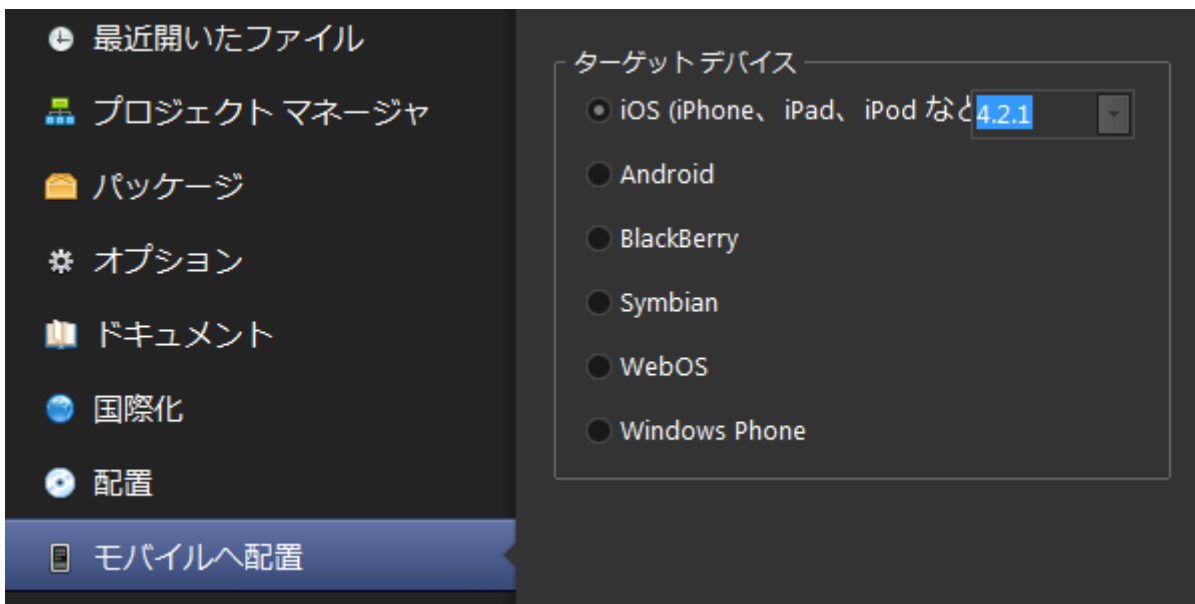 最近開いたファイル
プロジェクト マネージャ
パッケージ
オプション
ドキュメント
国際化
配置
モバイルへ配置
ターゲット デバイス
iOS (iPhone、iPad、iPod など 4.2.1
Android
BlackBerry
Symbian
WebOS
Windows Phone